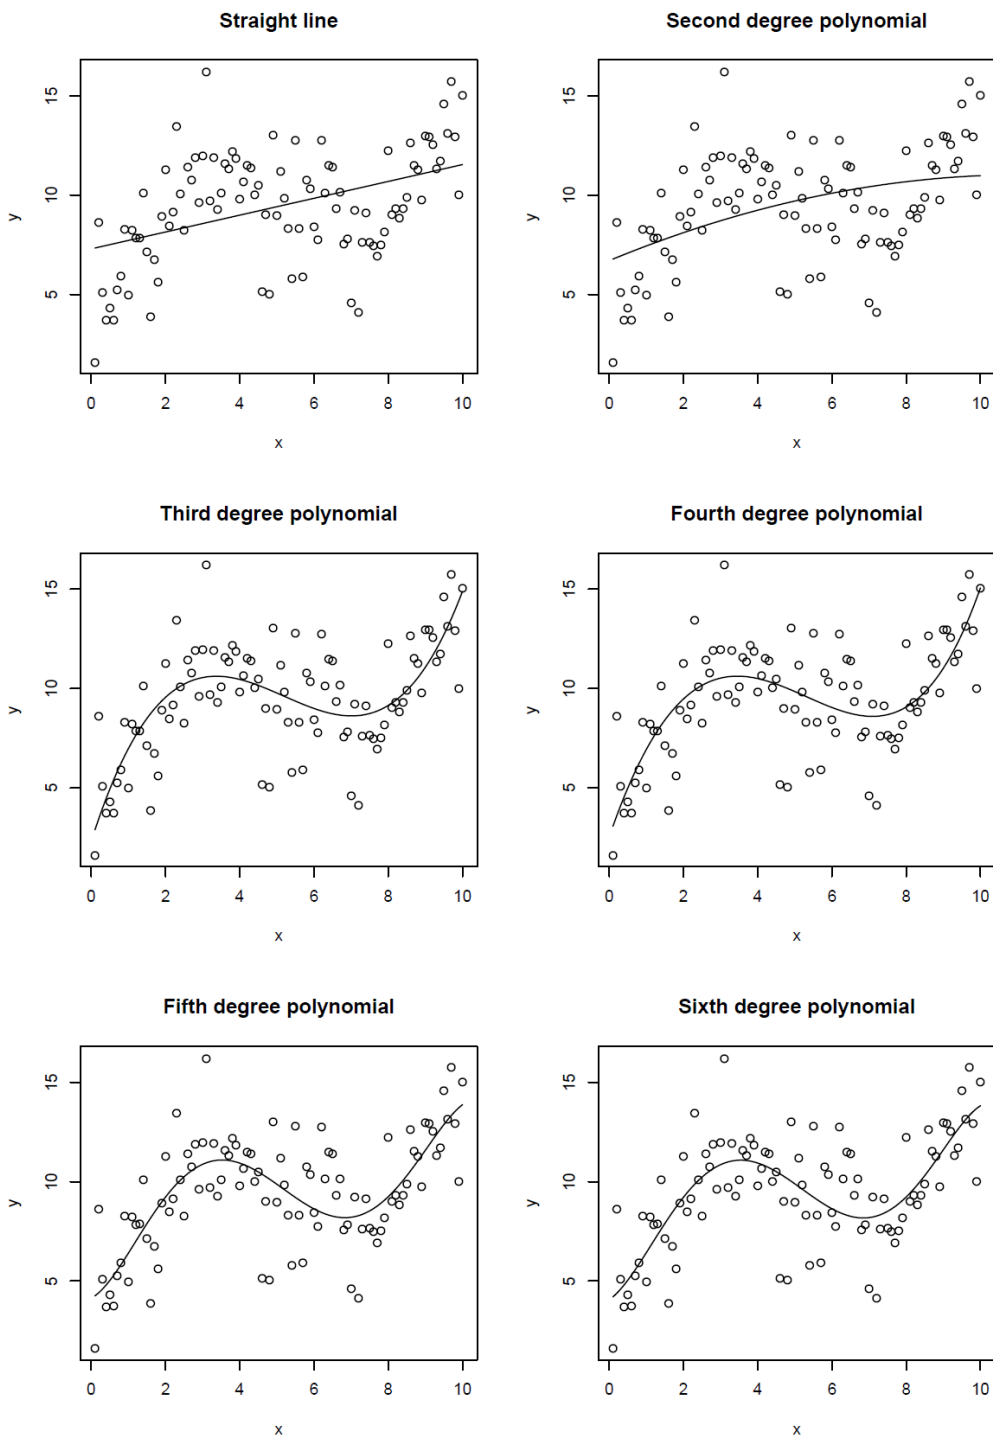 Straight line
15
10
5
y
0 2 4 6 8 10
x
Second degree polynomial
15
10
5
y
0 2 4 6 8 10
x
Third degree polynomial
15
10
5
y
0 2 4 6 8 10
x
Fourth degree polynomial
15
10
5
y
0 2 4 6 8 10
x
Fifth degree polynomial
15
10
5
y
0 2 4 6 8 10
x
Sixth degree polynomial
15
10
5
y
0 2 4 6 8 10
x